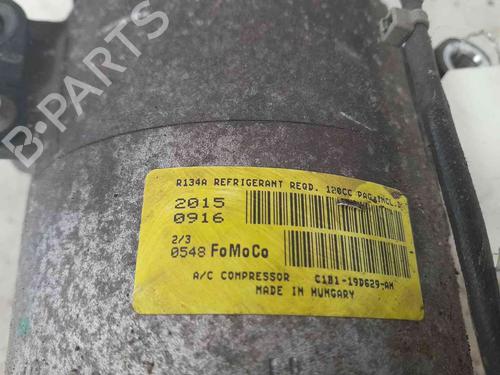 R134A REFRIGERANT REQD. 120CC PAG INCL.
2015
0916
2/3
0548 FoMoCo
A/C COMPRESSOR C1B1-19D629-AM
MADE IN HUNGARY
B-PARTS